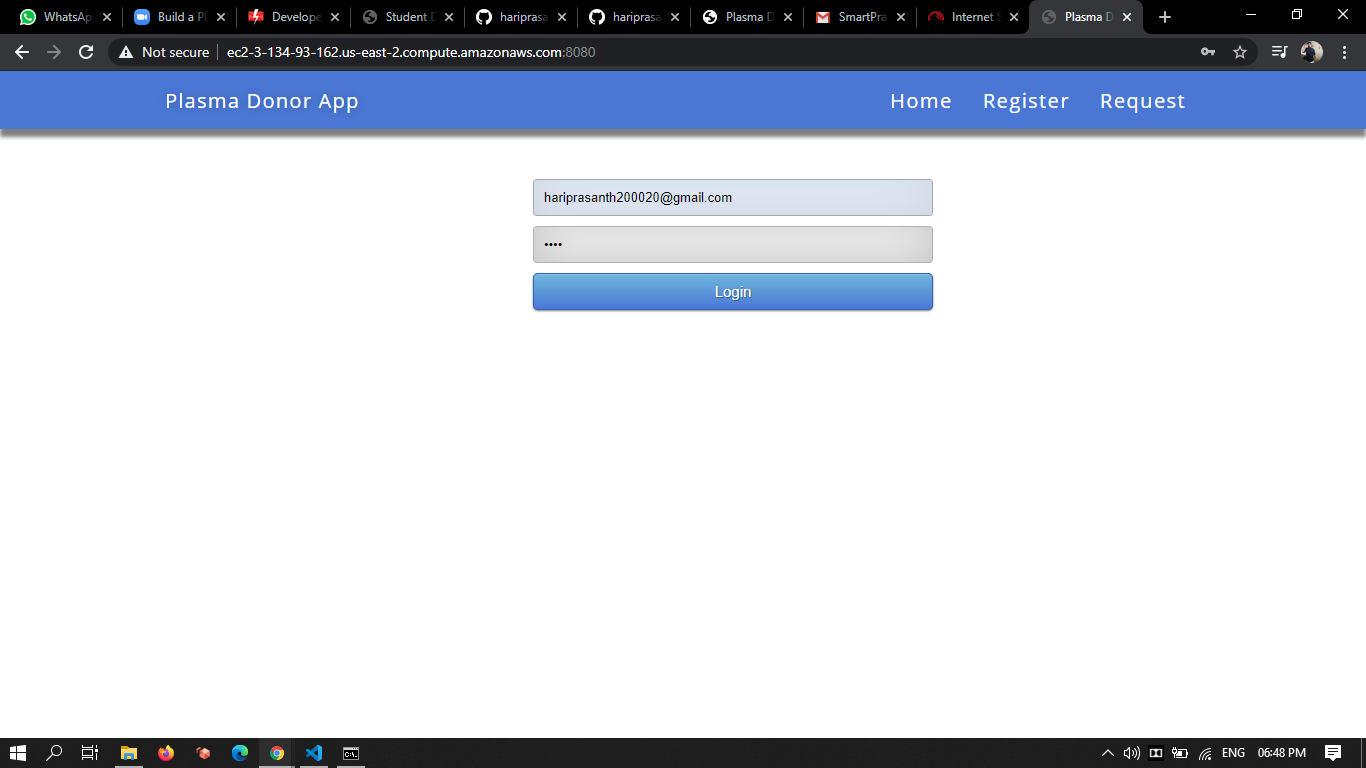 WhatsAp Build a Pl Develope Student D hariprasa hariprasa Plasma D SmartPra Internet S Plasma D
Not secure ec2-3-134-93-162.us-east-2.compute.amazonaws.com:8080
Plasma Donor App Home Register Request
hariprasanth200020@gmail.com
••••
Login
ENG 06:48 PM